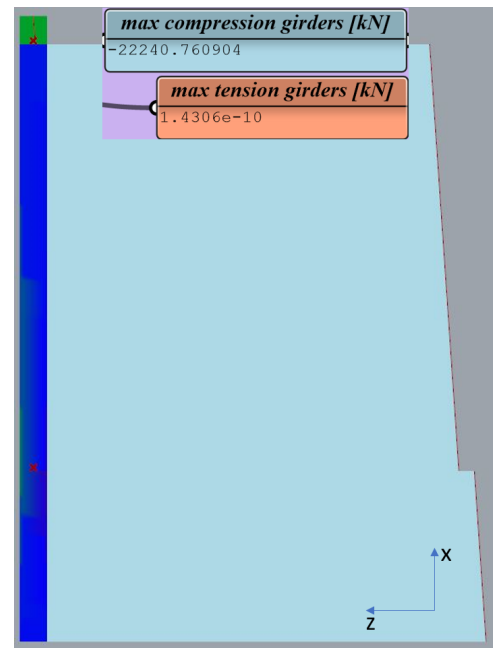 max compression girders [kN]
-22240.760904
max tension girders [kN]
1.4306e-10
X
Z